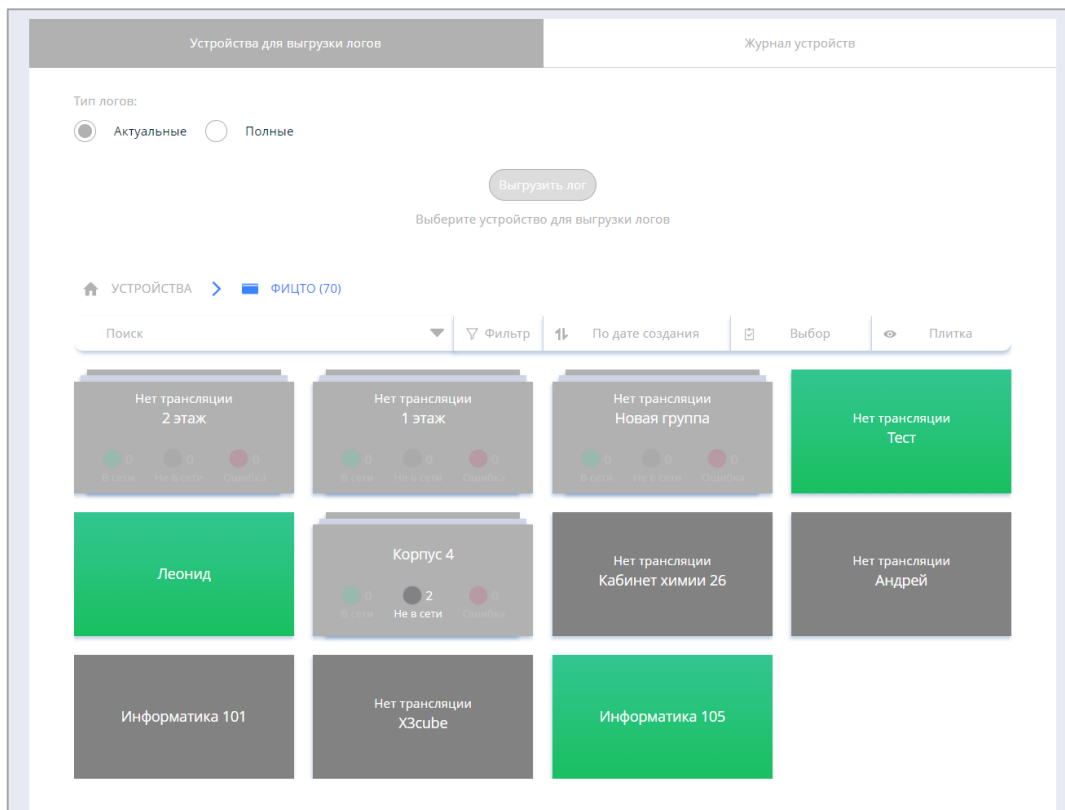 Устройства для выгрузки логов
Журнал устройств
Тип логов:
Актуальные
Полные
Выгрузить лог
Выберите устройство для выгрузки логов
УСТРОЙСТВА
ФИЦТО (70)
Поиск
Фильтр
По дате создания
Выбор
Плитка
Нет трансляции
2 этаж
0 0 0
В сети Не в сети Ошибка
Нет трансляции
1 этаж
0 0 0
В сети Не в сети Ошибка
Нет трансляции
Новая группа
0 0 0
В сети Не в сети Ошибка
Нет трансляции
Тест
Леонид
Корпус 4
0 2 0
В сети Не в сети Ошибка
Нет трансляции
Кабинет химии 26
Нет трансляции
Андрей
Информатика 101
Нет трансляции
X3cube
Информатика 105